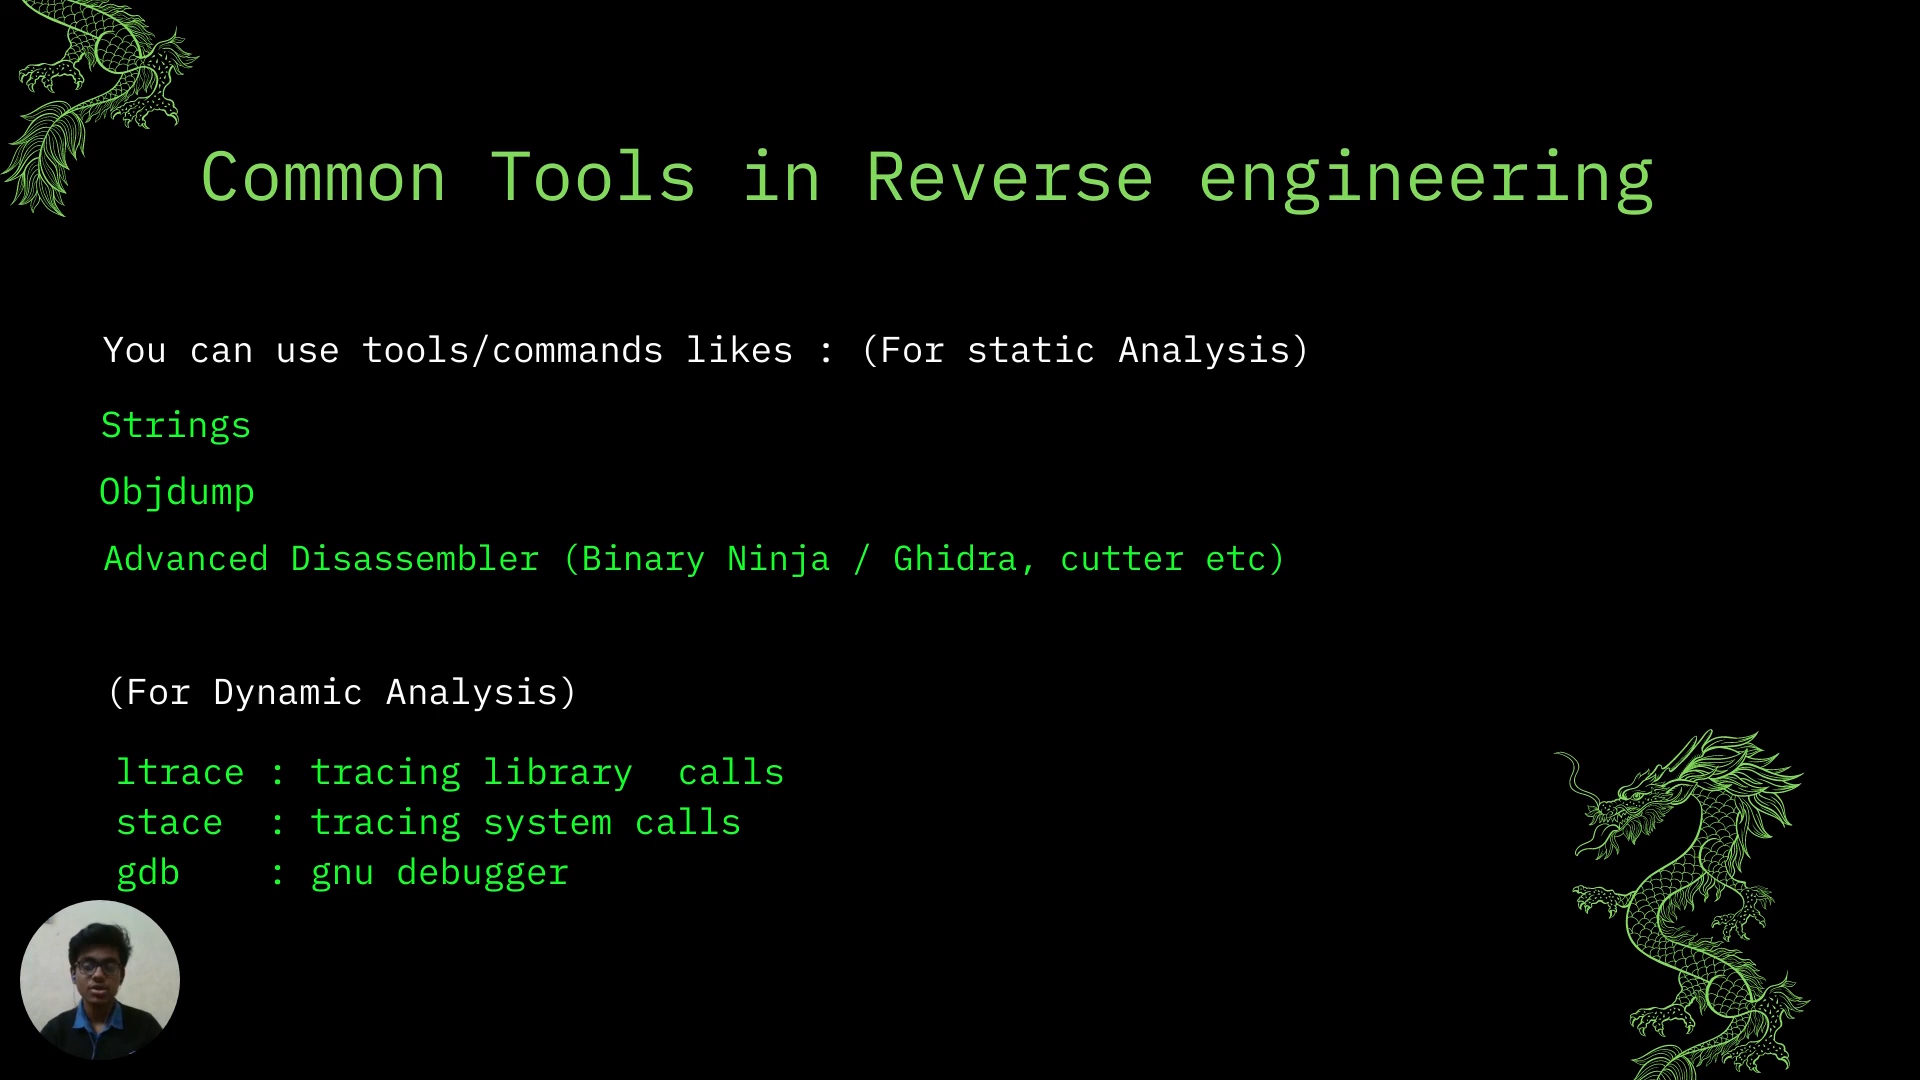 Common Tools in Reverse engineering
You can use tools/commands likes : (For static Analysis)
Strings
Objdump
Advanced Disassembler (Binary Ninja / Ghidra, cutter etc)
(For Dynamic Analysis)
ltrace : tracing library  calls
stace  : tracing system calls
gdb    : gnu debugger